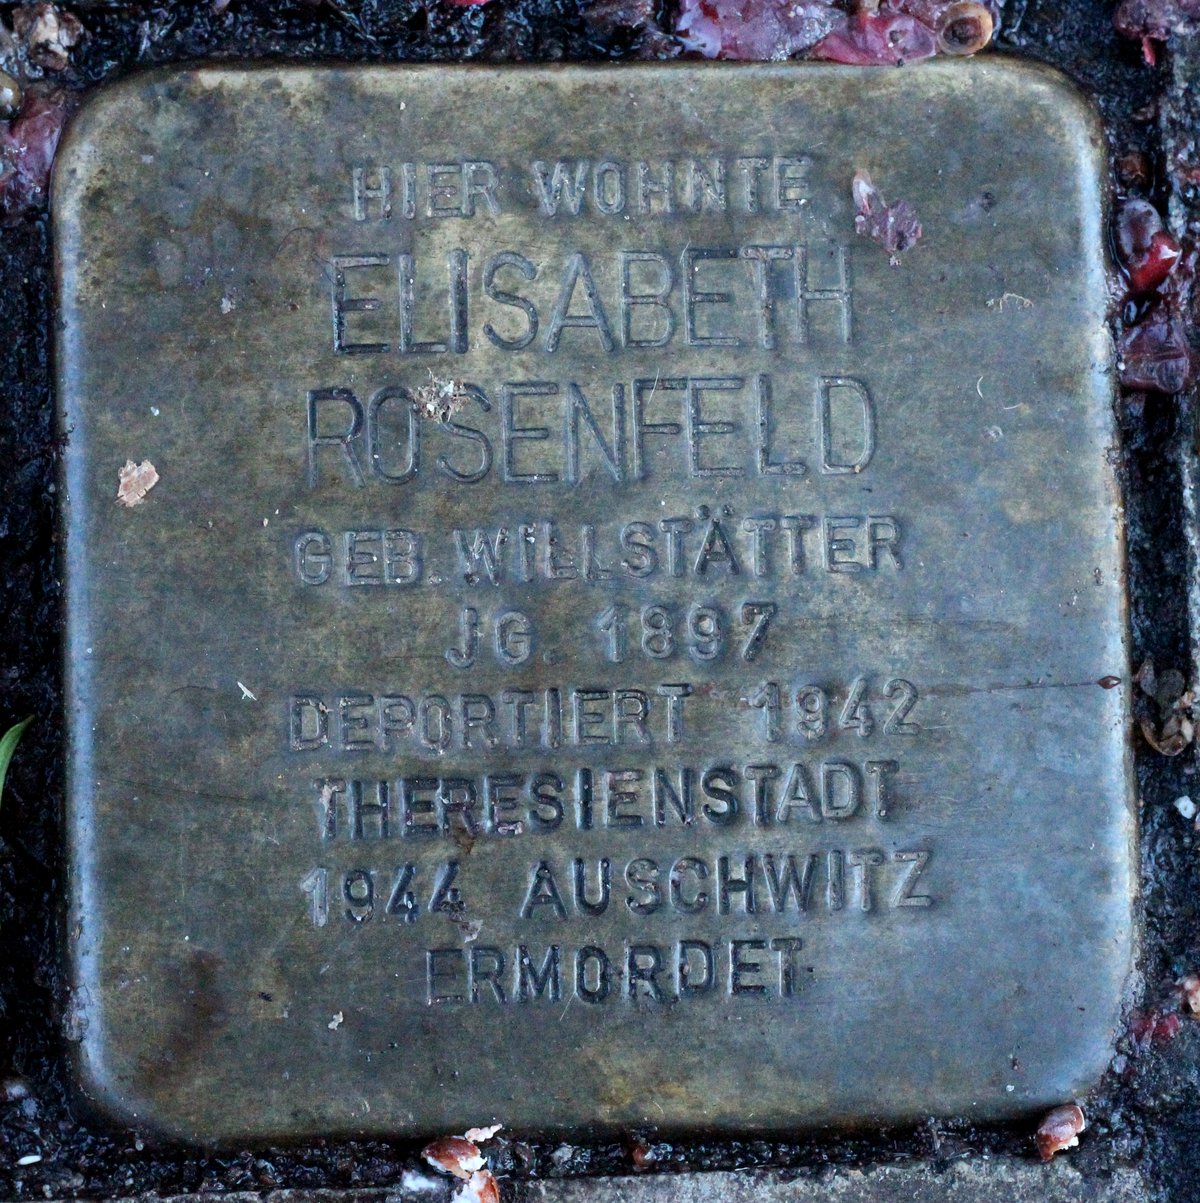 HIER WOHNTE
ELISABETH
ROSENFELD
GEB. WILLSTÄTTER
JG. 1897
DEPORTIERT 1942
THERESIENSTADT
1944 AUSCHWITZ
ERMORDET